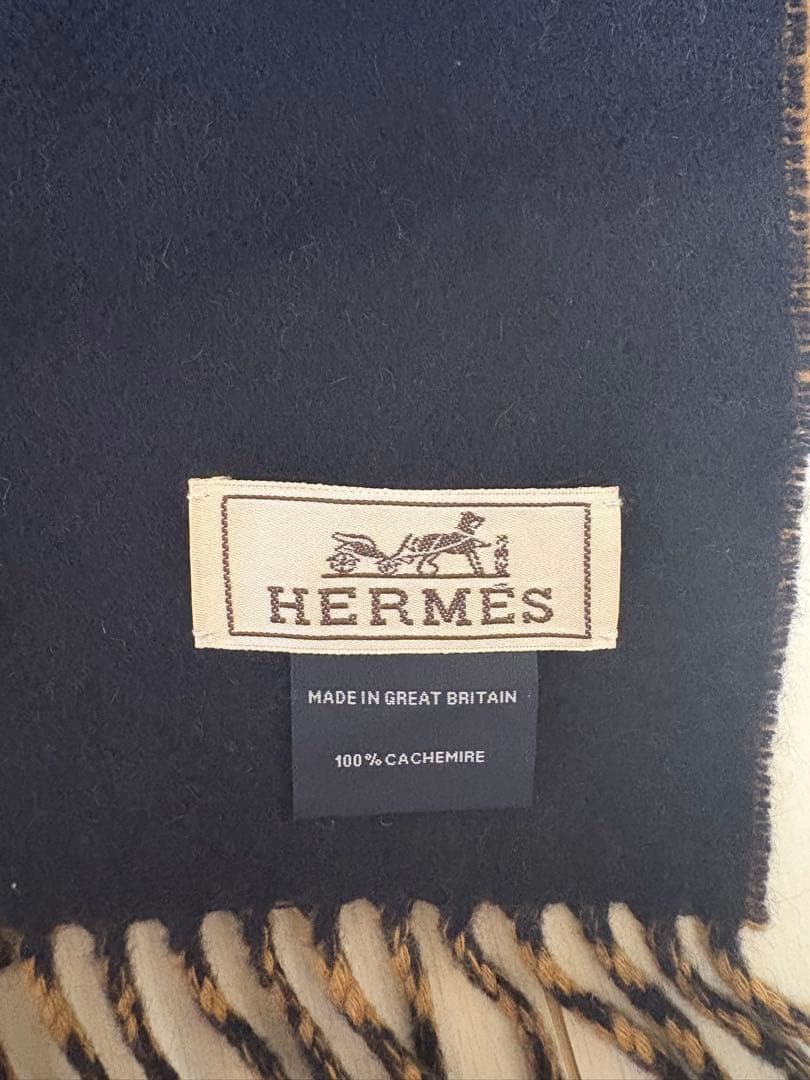 HERMÈS
MADE IN GREAT BRITAIN
100% CACHEMIRE